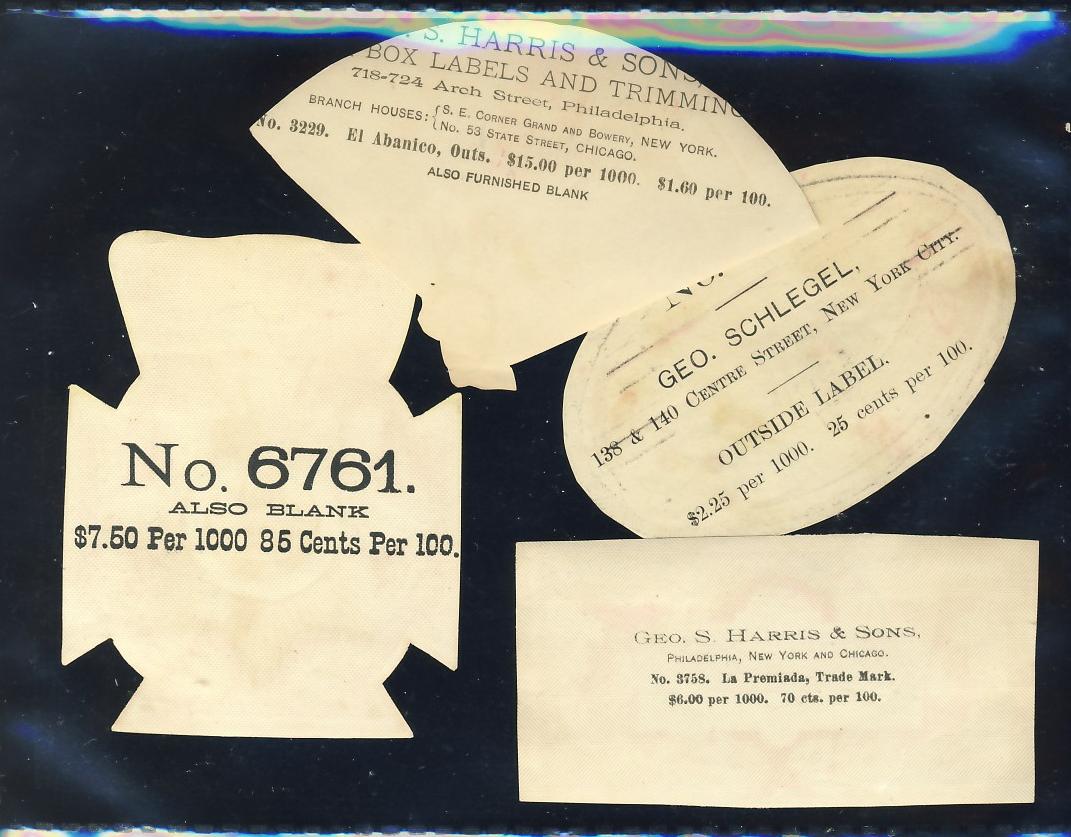 . S. HARRIS & SONS,
BOX LABELS AND TRIMMING
718-724 Arch Street, Philadelphia.
BRANCH HOUSES: { S. E. CORNER GRAND AND BOWERY, NEW YORK.
{ No. 53 STATE STREET, CHICAGO.
No. 3229. El Abanico, Outs. $15.00 per 1000. $1.60 per 100.
ALSO FURNISHED BLANK
No.
GEO. SCHLEGEL,
138 & 140 CENTRE STREET, NEW YORK CITY.
OUTSIDE LABEL.
$2.25 per 1000. 25 cents per 100.
No. 6761.
ALSO BLANK
$7.50 Per 1000 85 Cents Per 100.
GEO. S. HARRIS & SONS,
PHILADELPHIA, NEW YORK AND CHICAGO.
No. 3758. La Premiada, Trade Mark.
$6.00 per 1000. 70 cts. per 100.